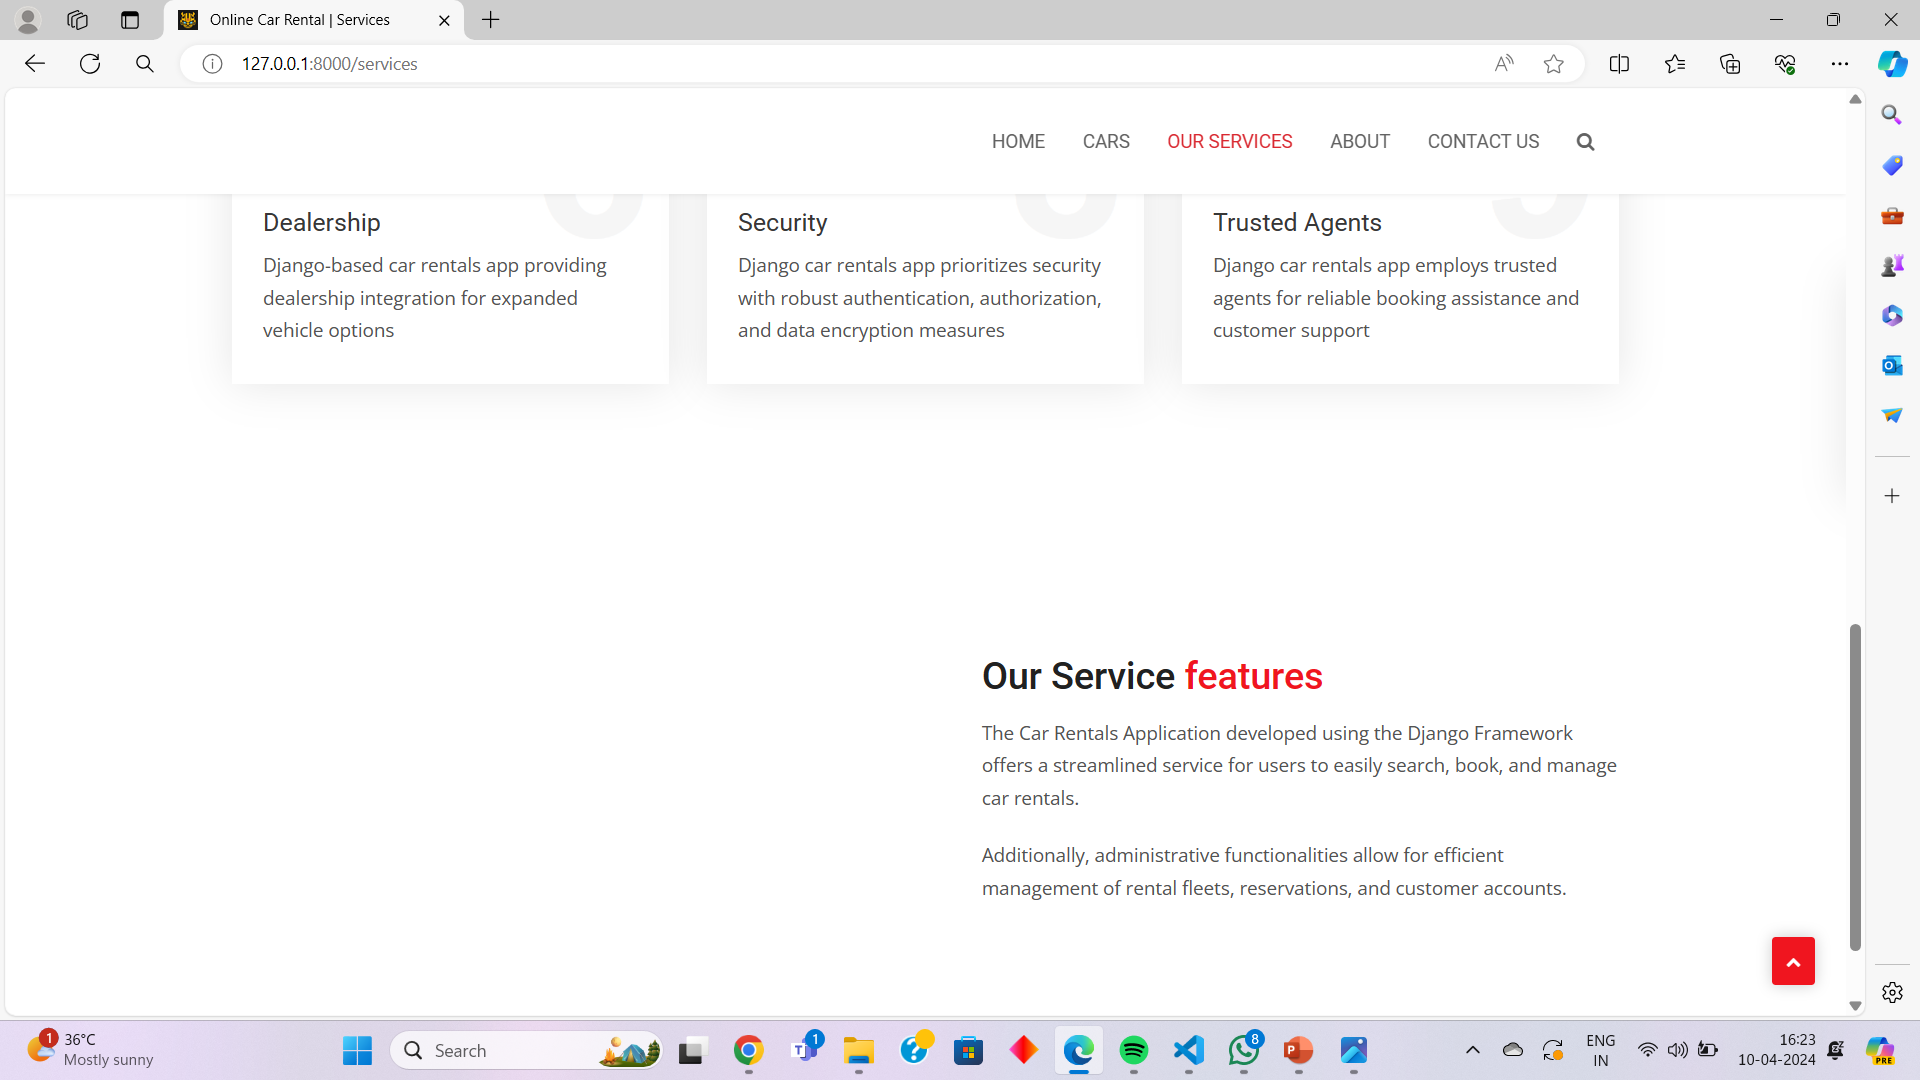 Online Car Rental | Services
127.0.0.1:8000/services
HOME CARS OUR SERVICES ABOUT CONTACT US
Dealership
Django-based car rentals app providing
dealership integration for expanded
vehicle options
Security
Django car rentals app prioritizes security
with robust authentication, authorization,
and data encryption measures
Trusted Agents
Django car rentals app employs trusted
agents for reliable booking assistance and
customer support
Our Service features
The Car Rentals Application developed using the Django Framework
offers a streamlined service for users to easily search, book, and manage
car rentals.
Additionally, administrative functionalities allow for efficient
management of rental fleets, reservations, and customer accounts.
1
36°C
Mostly sunny
Search
1
8
ENG
IN
16:23
10-04-2024
PRE